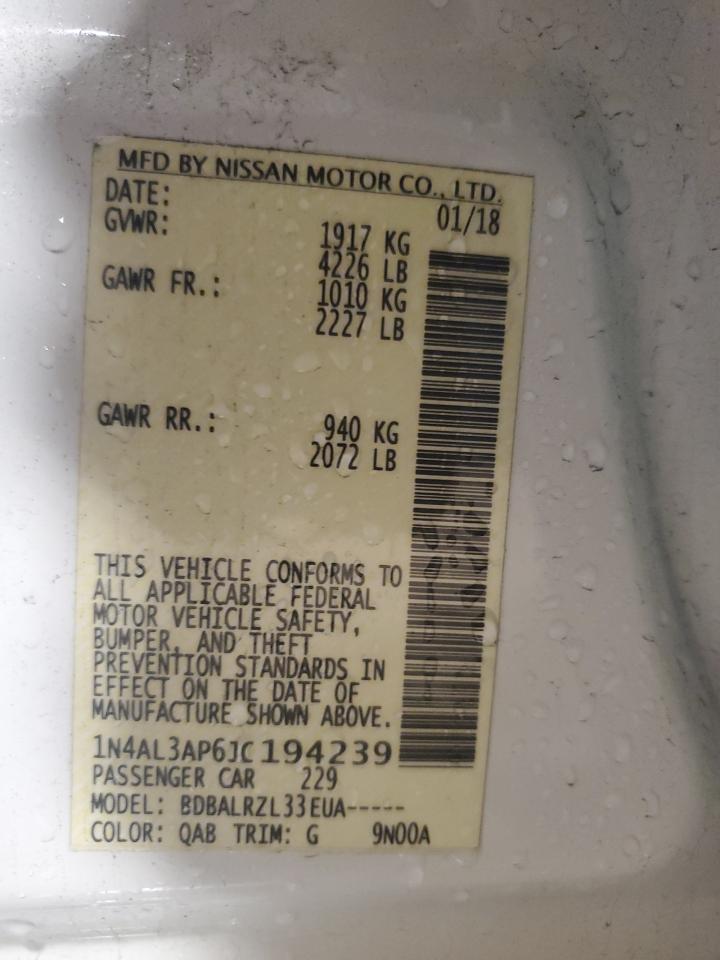 MFD BY NISSAN MOTOR CO., LTD.
DATE: 01/18
GVWR: 1917 KG
4226 LB
GAWR FR.: 1010 KG
2227 LB
GAWR RR.: 940 KG
2072 LB
THIS VEHICLE CONFORMS TO
ALL APPLICABLE FEDERAL
MOTOR VEHICLE SAFETY,
BUMPER, AND THEFT
PREVENTION STANDARDS IN
EFFECT ON THE DATE OF
MANUFACTURE SHOWN ABOVE.
1N4AL3AP6JC194239
PASSENGER CAR 229
MODEL: BDBALRZL33EUA-----
COLOR: QAB TRIM: G 9N00A